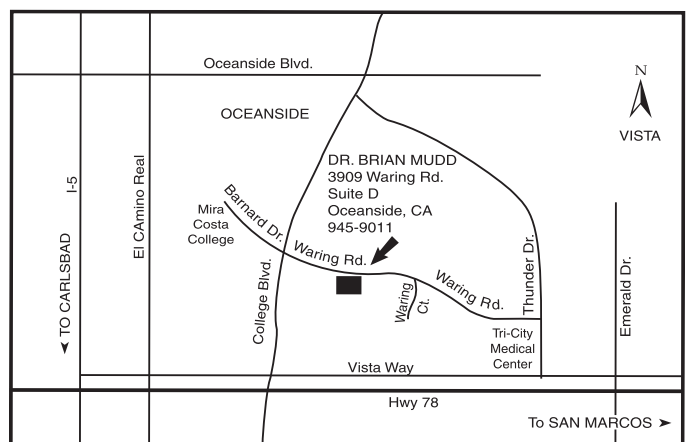 Oceanside Blvd.
N
VISTA
OCEANSIDE
DR. BRIAN MUDD
3909 Waring Rd.
Suite D
Oceanside, CA
945-9011
I-5
El CAmino Real
Barnard Dr.
Mira
Costa
College
Waring Rd.
Waring Rd.
Waring
Ct.
Thunder Dr.
Emerald Dr.
College Blvd.
TO CARLSBAD
Tri-City
Medical
Center
Vista Way
Hwy 78
To SAN MARCOS